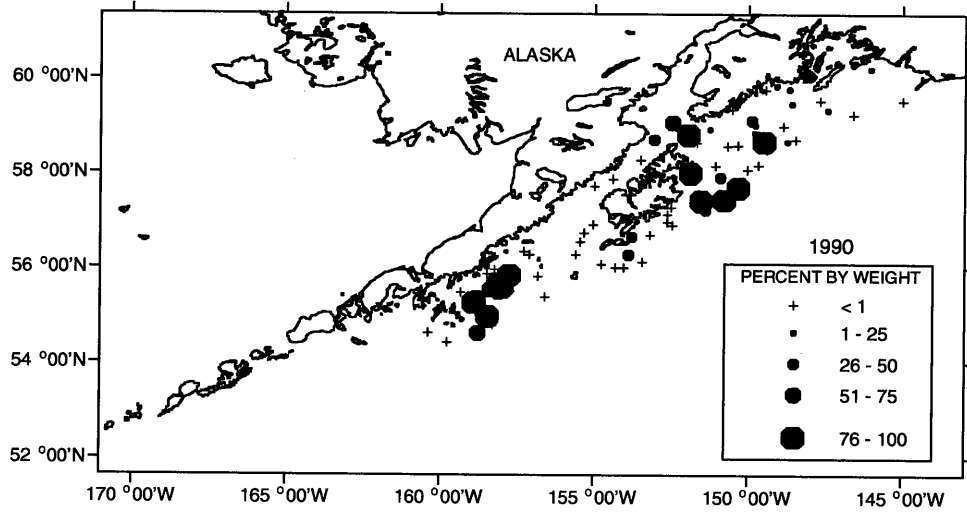 ALASKA
60 °00'N
58 °00'N
56 °00'N
54 °00'N
52 °00'N
1990
PERCENT BY WEIGHT
< 1
1 - 25
26 - 50
51 - 75
76 - 100
170 °00'W
165 °00'W
160 °00'W
155 °00'W
150 °00'W
145 °00'W